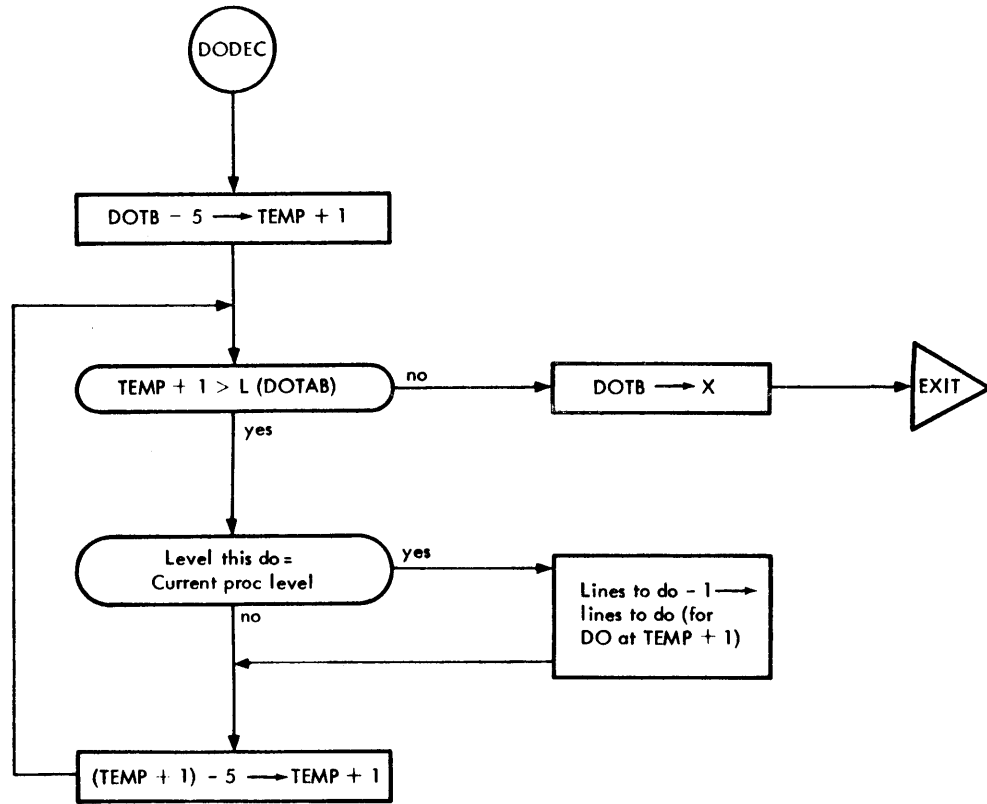 DODEC
DOTB - 5 → TEMP + 1
TEMP + 1 > L (DOTAB)
no
DOTB → X
EXIT
yes
Level this do =
Current proc level
yes
no
Lines to do - 1 →
lines to do (for
DO at TEMP + 1)
(TEMP + 1) - 5 → TEMP + 1